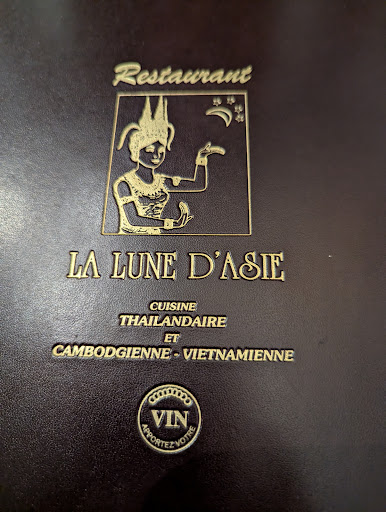 Restaurant
LA LUNE D'ASIE
CUISINE
THAILANDAIRE
ET
CAMBODGIENNE - VIETNAMIENNE
VIN
APPORTEZ VOTRE